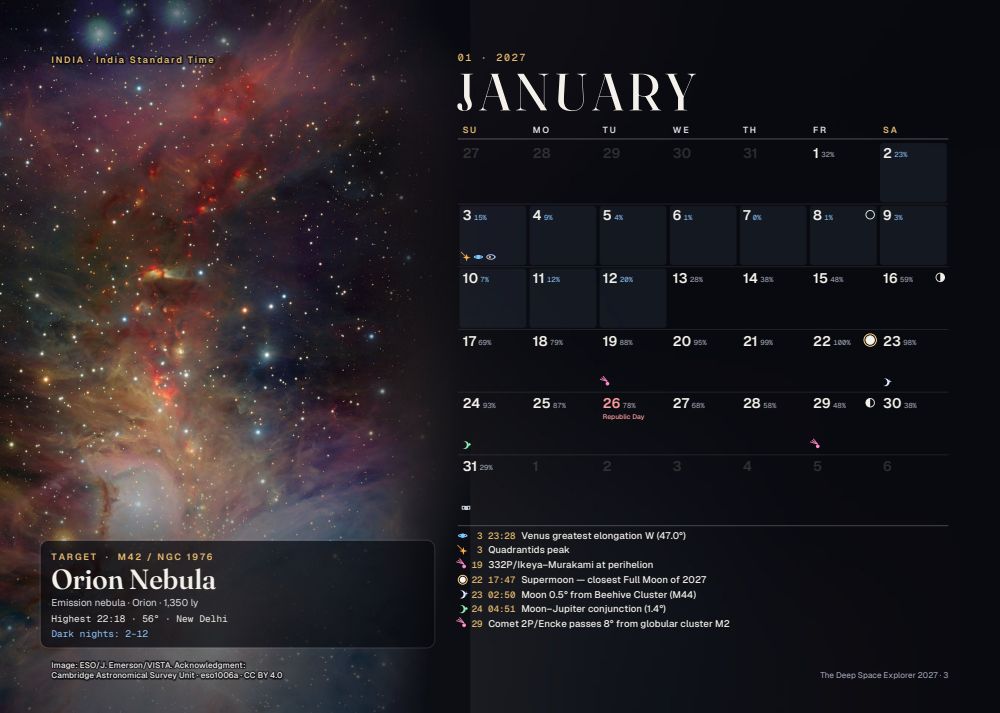 INDIA · India Standard Time
01 · 2027
JANUARY
SU MO TU WE TH FR SA
27 28 29 30 31 1 32% 2 23%
3 15% 4 9% 5 4% 6 1% 7 0% 8 1% 9 3%
10 7% 11 12% 12 20% 13 28% 14 38% 15 48% 16 59%
17 69% 18 79% 19 88% 20 95% 21 99% 22 100% 23 98%
24 93% 25 87% 26 78% 27 68% 28 58% 29 48% 30 38%
Republic Day
31 29% 1 2 3 4 5 6
3 23:28 Venus greatest elongation W (47.0°)
3 Quadrantids peak
19 332P/Ikeya–Murakami at perihelion
22 17:47 Supermoon — closest Full Moon of 2027
23 02:50 Moon 0.5° from Beehive Cluster (M44)
24 04:51 Moon–Jupiter conjunction (1.4°)
29 Comet 2P/Encke passes 8° from globular cluster M2
TARGET · M42 / NGC 1976
Orion Nebula
Emission nebula · Orion · 1,350 ly
Highest 22:18 · 56° · New Delhi
Dark nights: 2–12
Image: ESO/J. Emerson/VISTA. Acknowledgment:
Cambridge Astronomical Survey Unit · eso1006a · CC BY 4.0
The Deep Space Explorer 2027 · 3